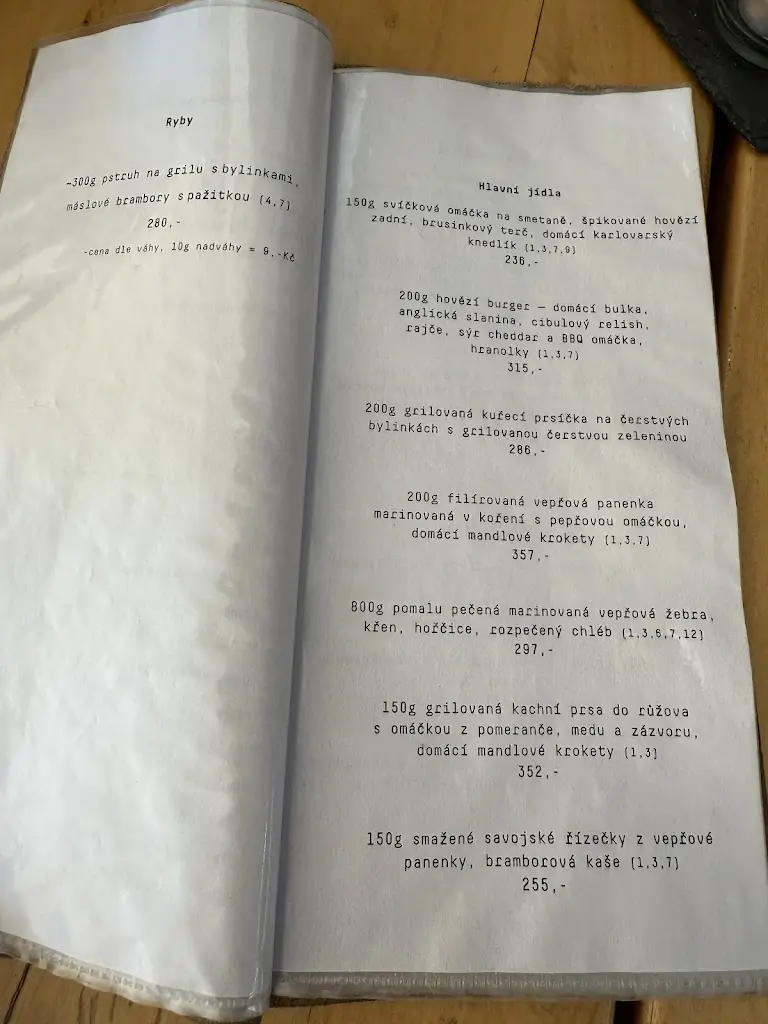 Ryby
~300g pstruh na grilu s bylinkami,
máslové brambory s pažitkou (4,7)
280,-
-cena dle váhy, 10g nadváhy = 9,-Kč
Hlavní jídla
150g svíčková omáčka na smetaně, špikované hovězí
zadní, brusinkový terč, domácí karlovarský
knedlík (1,3,7,9)
236,-
200g hovězí burger – domácí bulka,
anglická slanina, cibulový relish,
rajče, sýr cheddar a BBQ omáčka,
hranolky (1,3,7)
315,-
200g grilovaná kuřecí prsíčka na čerstvých
bylinkách s grilovanou čerstvou zeleninou
286,-
200g filírovaná vepřová panenka
marinovaná v koření s pepřovou omáčkou,
domácí mandlové krokety (1,3,7)
357,-
800g pomalu pečená marinovaná vepřová žebra,
křen, hořčice, rozpečený chléb (1,3,6,7,12)
297,-
150g grilovaná kachní prsa do růžova
s omáčkou z pomeranče, medu a zázvoru,
domácí mandlové krokety (1,3)
352,-
150g smažené savojské řízečky z vepřové
panenky, bramborová kaše (1,3,7)
255,-